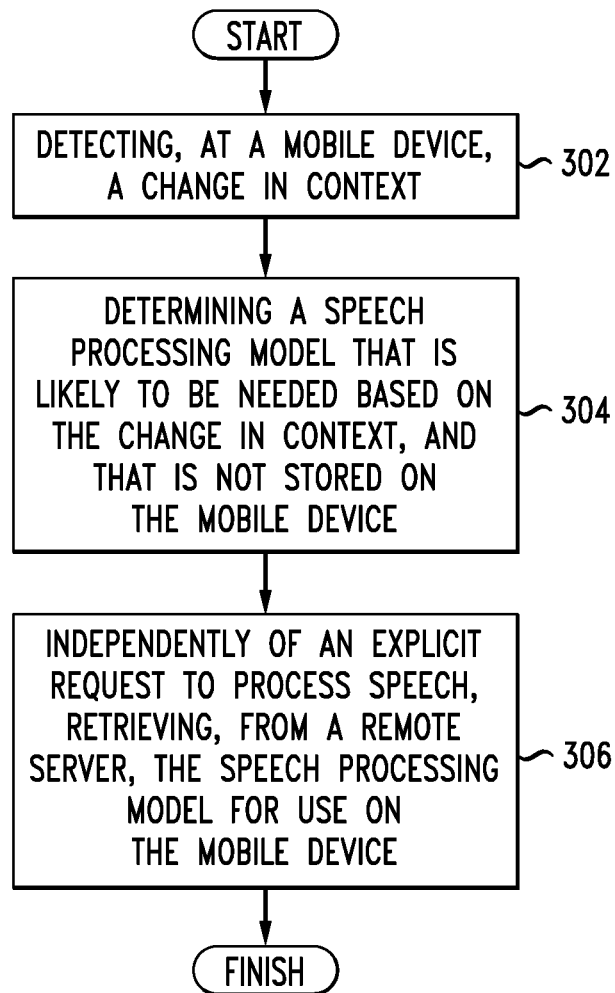 START
DETECTING, AT A MOBILE DEVICE,
A CHANGE IN CONTEXT
302
DETERMINING A SPEECH
PROCESSING MODEL THAT IS
LIKELY TO BE NEEDED BASED ON
THE CHANGE IN CONTEXT, AND
THAT IS NOT STORED ON
THE MOBILE DEVICE
304
INDEPENDENTLY OF AN EXPLICIT
REQUEST TO PROCESS SPEECH,
RETRIEVING, FROM A REMOTE
SERVER, THE SPEECH PROCESSING
MODEL FOR USE ON
THE MOBILE DEVICE
306
FINISH